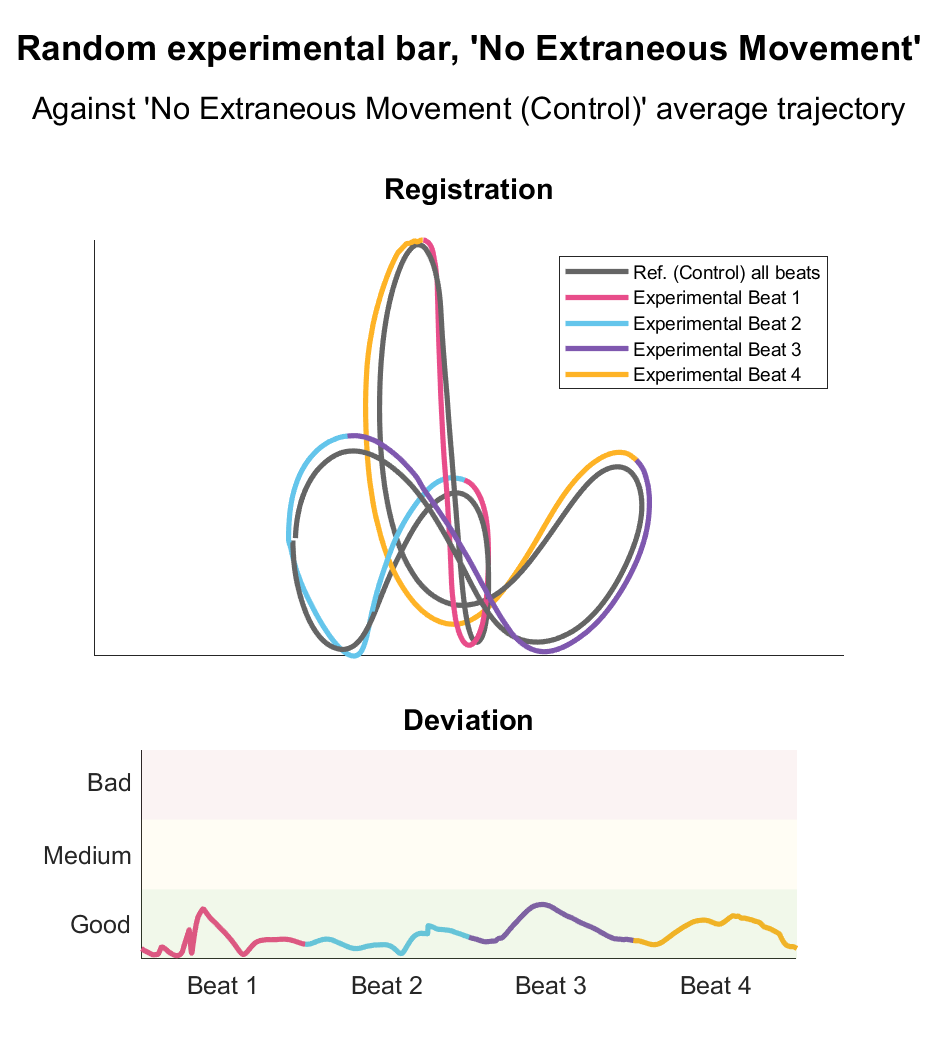 Random experimental bar, 'No Extraneous Movement'
Against 'No Extraneous Movement (Control)' average trajectory
Registration
Ref. (Control) all beats
Experimental Beat 1
Experimental Beat 2
Experimental Beat 3
Experimental Beat 4
Deviation
Bad
Medium
Good
Beat 1
Beat 2
Beat 3
Beat 4